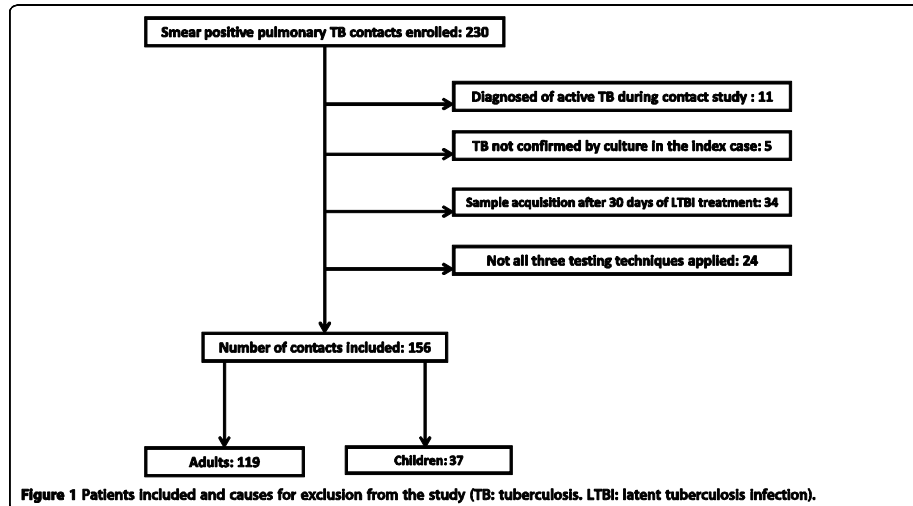 Smear positive pulmonary TB contacts enrolled: 230
Diagnosed of active TB during contact study : 11
TB not confirmed by culture in the index case: 5
Sample acquisition after 30 days of LTBI treatment: 34
Not all three testing techniques applied: 24
Number of contacts included: 156
Adults: 119
Children: 37
Figure 1 Patients included and causes for exclusion from the study (TB: tuberculosis. LTBI: latent tuberculosis infection).